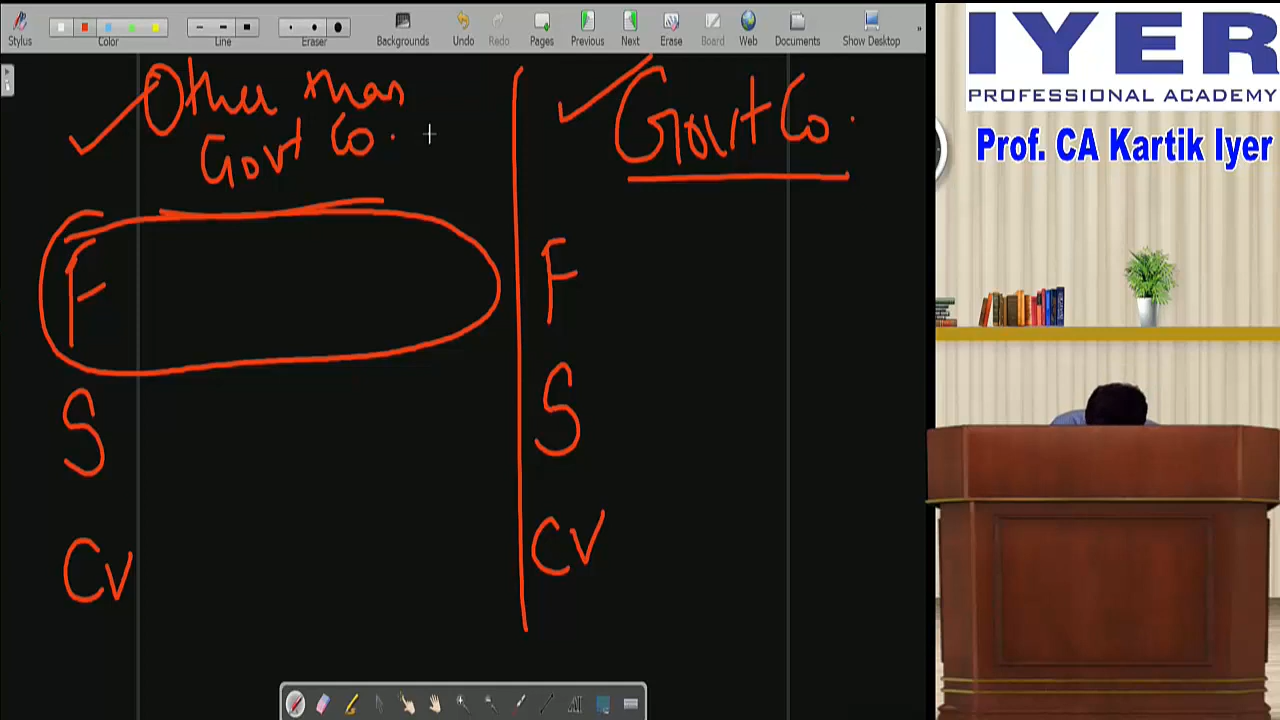 Stylus
Color
Line
Eraser
Backgrounds
Undo
Redo
Pages
Previous
Next
Erase
Board
Web
Documents
Show Desktop
»
IYER
PROFESSIONAL ACADEMY
Prof. CA Kartik Iyer
Other than
Govt Co.
Govt Co.
F
F
S
S
CV
CV
AI